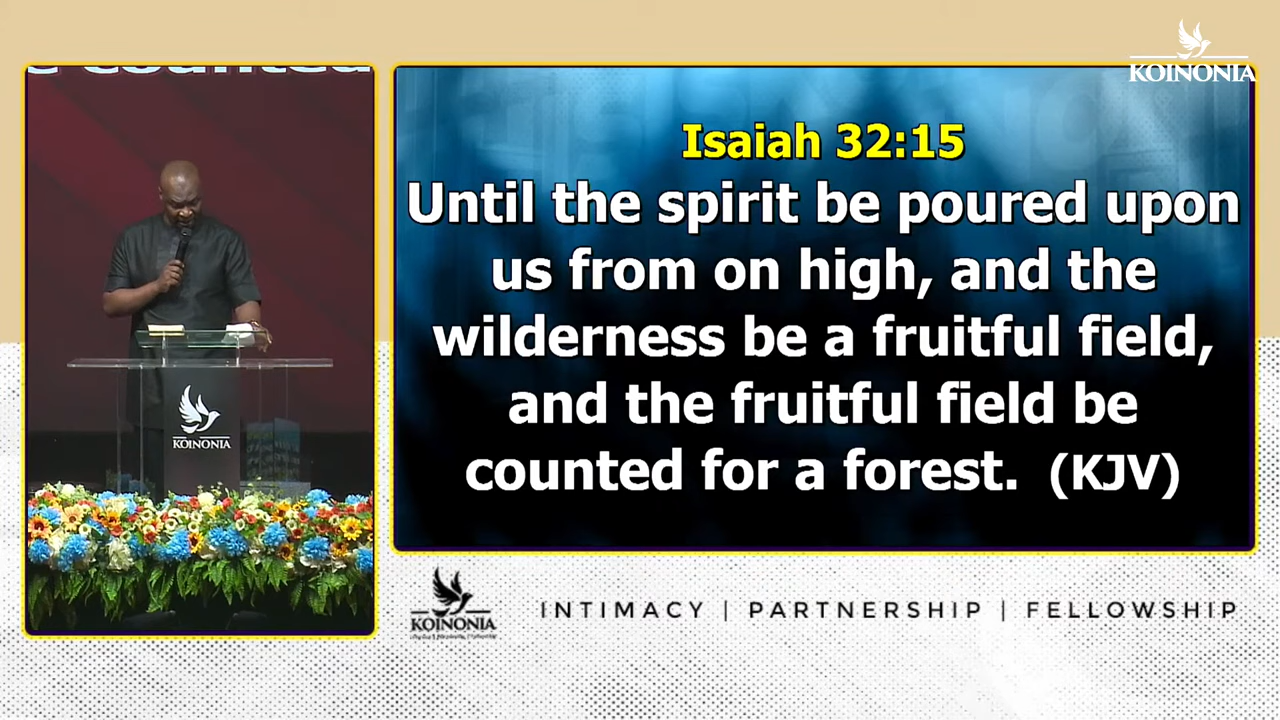 KOINONIA
s counted
Isaiah 32:15
Until the spirit be poured upon
us from on high, and the
wilderness be a fruitful field,
and the fruitful field be
counted for a forest. (KJV)
KOINONIA
KOINONIA
INTIMACY | PARTNERSHIP | FELLOWSHIP